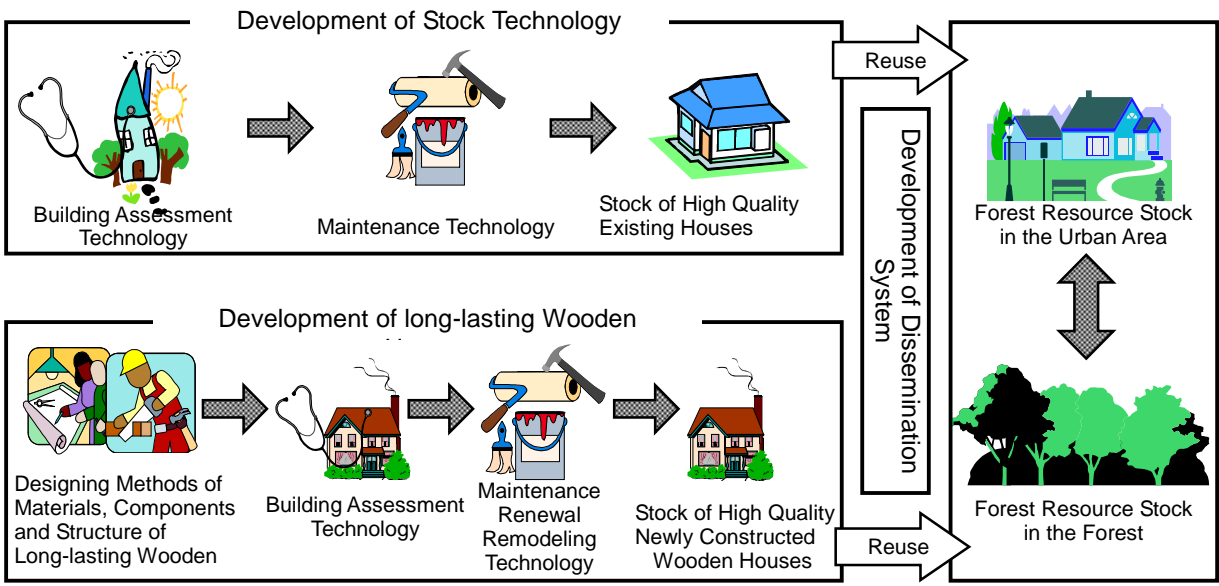 Development of Stock Technology
Building Assessment
Technology
Maintenance Technology
Stock of High Quality
Existing Houses
Reuse
Development of Dissemination
System
Forest Resource Stock
in the Urban Area
Development of long-lasting Wooden
Designing Methods of
Materials, Components
and Structure of
Long-lasting Wooden
Building Assessment
Technology
Maintenance
Renewal
Remodeling
Technology
Stock of High Quality
Newly Constructed
Wooden Houses
Reuse
Forest Resource Stock
in the Forest